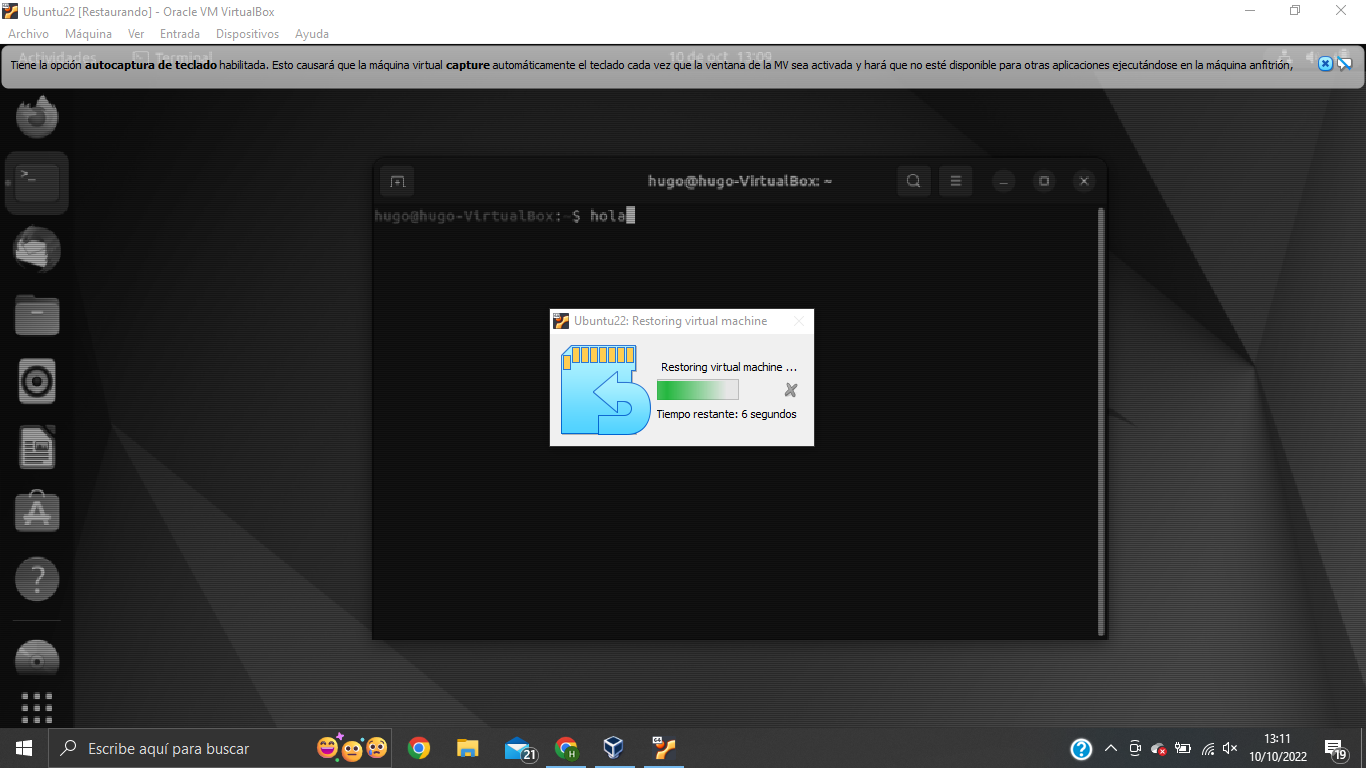 Ubuntu22 [Restaurando] - Oracle VM VirtualBox
Archivo Máquina Ver Entrada Dispositivos Ayuda
Actividades Terminal 10 de oct 13:09
Tiene la opción autocaptura de teclado habilitada. Esto causará que la máquina virtual capture automáticamente el teclado cada vez que la ventana de la MV sea activada y hará que no esté disponible para otras aplicaciones ejecutándose en la máquina anfitrión,
hugo@hugo-VirtualBox: ~
hugo@hugo-VirtualBox:~$ hola
Ubuntu22: Restoring virtual machine
Restoring virtual machine ...
Tiempo restante: 6 segundos
Escribe aquí para buscar
21
H
13:11
10/10/2022
19